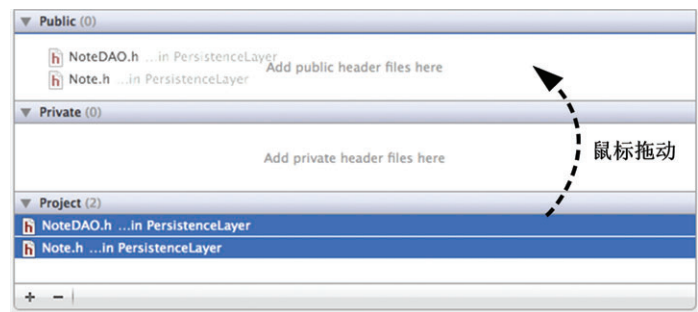 Public (0)
NoteDAO.h ...in PersistenceLayer
Add public header files here
Note.h ...in PersistenceLayer
Private (0)
Add private header files here
鼠标拖动
Project (2)
NoteDAO.h ...in PersistenceLayer
Note.h ...in PersistenceLayer
+ −